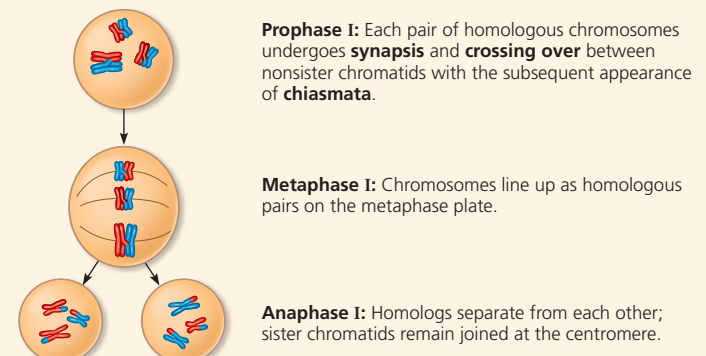 Prophase I: Each pair of homologous chromosomes
undergoes synapsis and crossing over between
nonsister chromatids with the subsequent appearance
of chiasmata.
Metaphase I: Chromosomes line up as homologous
pairs on the metaphase plate.
Anaphase I: Homologs separate from each other;
sister chromatids remain joined at the centromere.